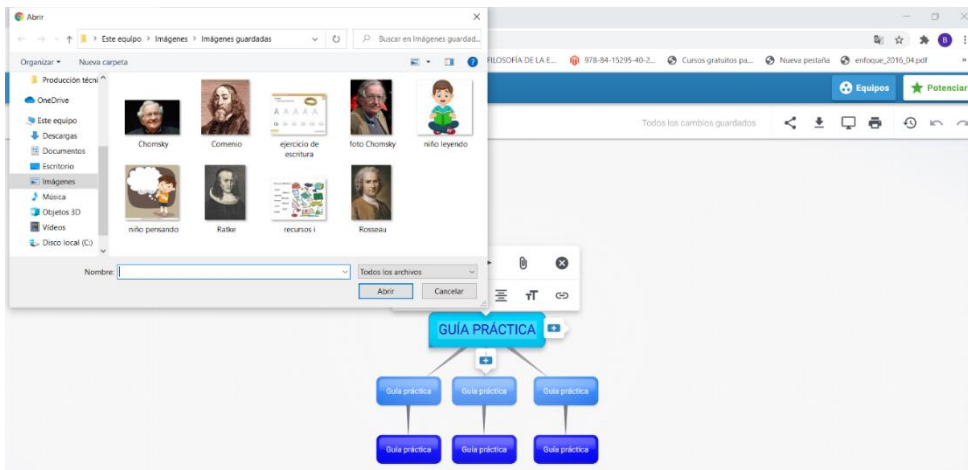 Abrir
Este equipo > Imágenes > Imágenes guardadas
Buscar en Imágenes guardad...
Organizar
Nueva carpeta
Producción técni
OneDrive
Este equipo
Descargas
Documentos
Escritorio
Imágenes
Música
Objetos 3D
Vídeos
Disco local (C:)
Chomsky
Comenio
ejercicio de
escritura
foto Chomsky
niño leyendo
niño pensando
Ratke
recursos i
Rosseau
Nombre:
Todos los archivos
Abrir
Cancelar
B
FILOSOFÍA DE LA E...
978-84-15295-40-2...
Cursos gratuitos pa...
Nueva pestaña
enfoque_2016_04.pdf
Equipos
Potenciar
Todos los cambios guardados
GUÍA PRÁCTICA
Guía práctica
Guía práctica
Guía práctica
Guía práctica
Guía práctica
Guía práctica